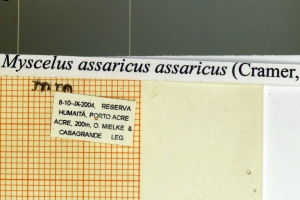 Myscelus assaricus assaricus (Cramer,
8-10-IX-2004, RESERVA
HUMAITÁ, PORTO ACRE
ACRE, 200m, O. MIELKE &
CASAGRANDE LEG.